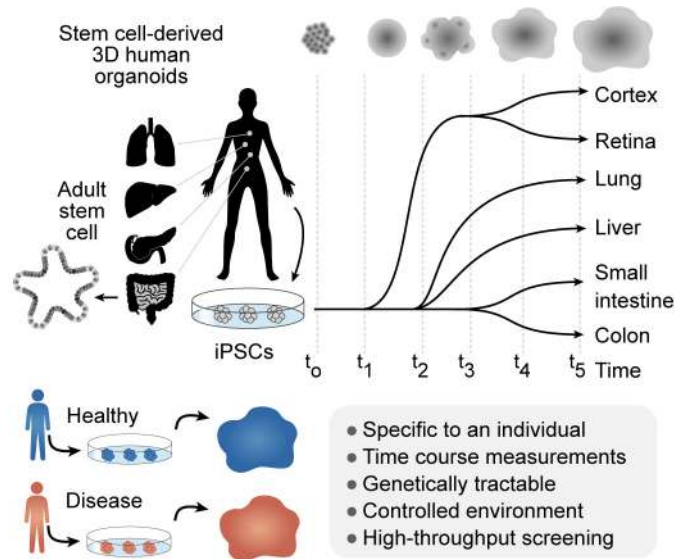 Stem cell-derived
3D human
organoids
Adult
stem
cell
iPSCs
Cortex
Retina
Lung
Liver
Small
intestine
Colon
t₀ t₁ t₂ t₃ t₄ t₅ Time
Healthy
Disease
● Specific to an individual
● Time course measurements
● Genetically tractable
● Controlled environment
● High-throughput screening